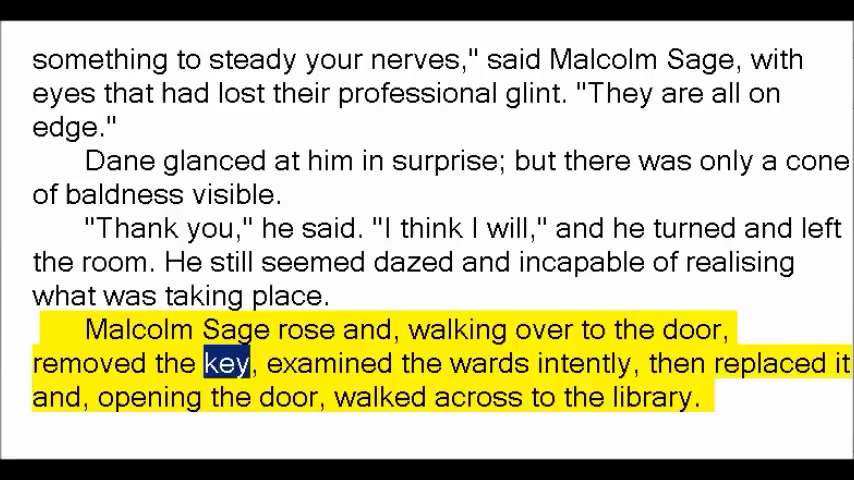 something to steady your nerves," said Malcolm Sage, with
eyes that had lost their professional glint. "They are all on
edge."
Dane glanced at him in surprise; but there was only a cone
of baldness visible.
"Thank you," he said. "I think I will," and he turned and left
the room. He still seemed dazed and incapable of realising
what was taking place.
Malcolm Sage rose and, walking over to the door,
removed the key, examined the wards intently, then replaced it
and, opening the door, walked across to the library.